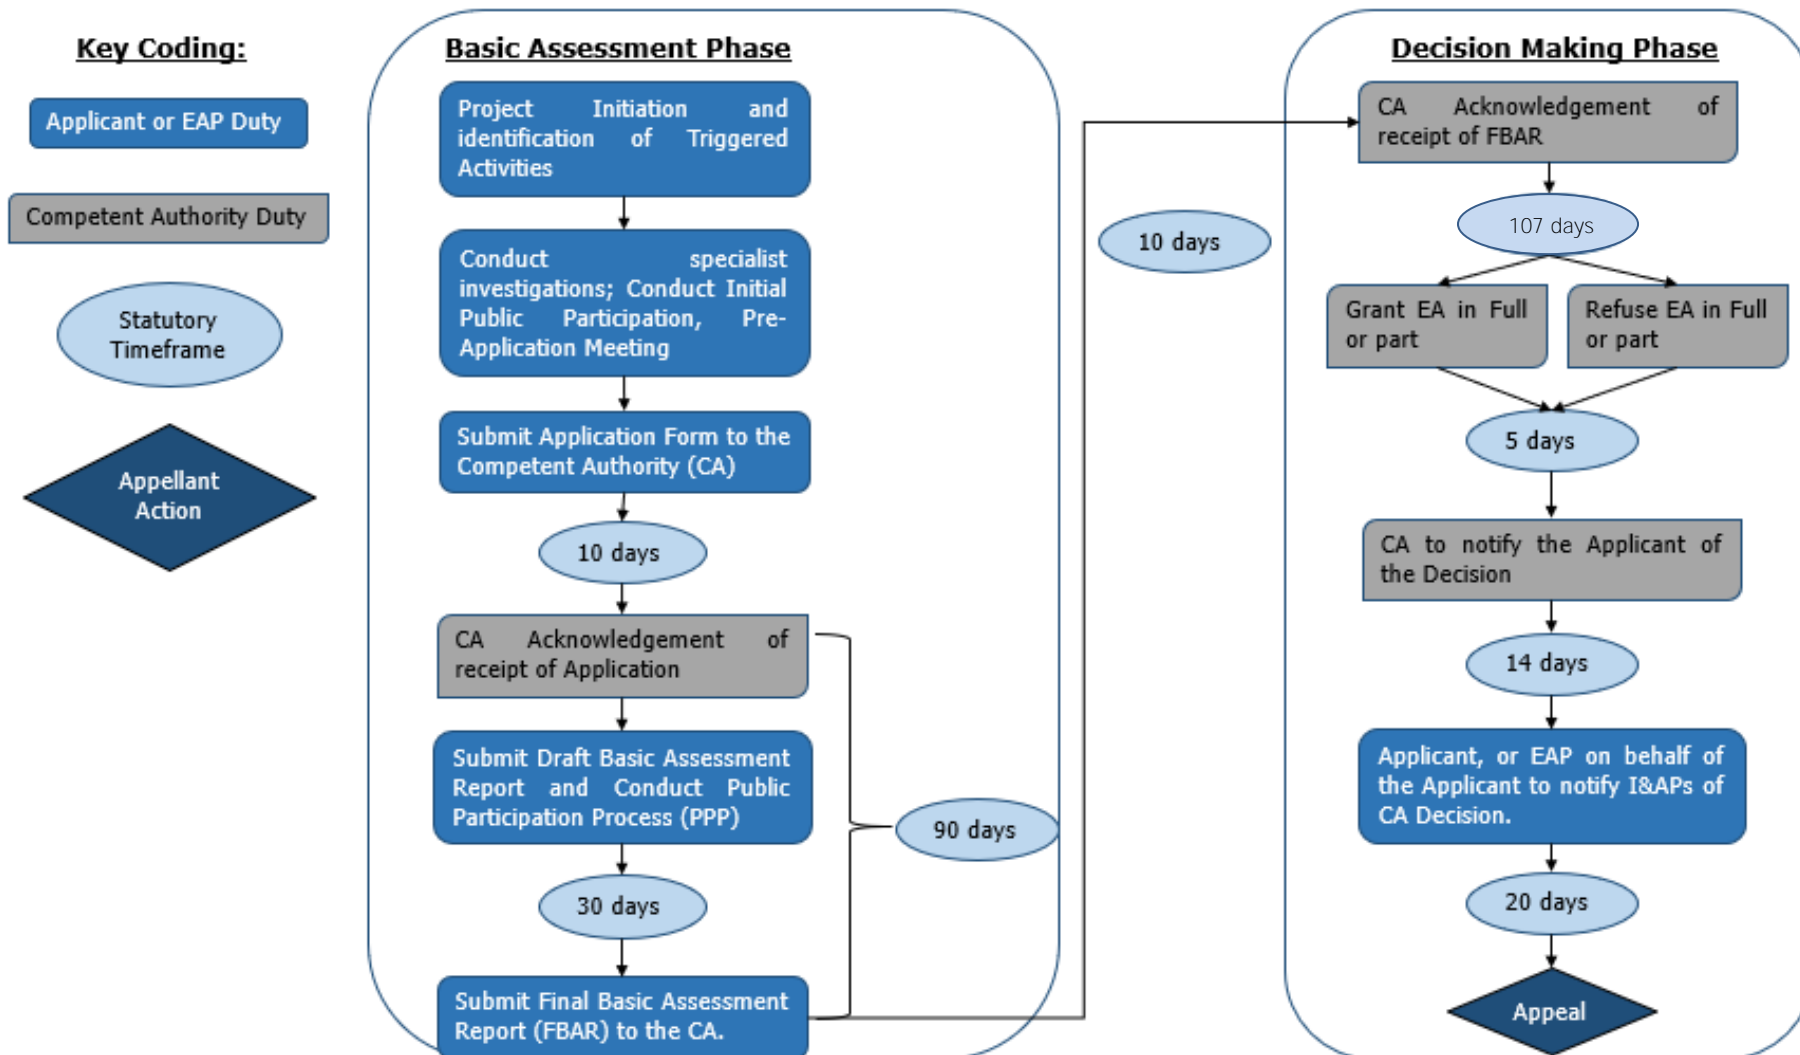 Key Coding:
Applicant or EAP Duty
Competent Authority Duty
Statutory
Timeframe
Appellant
Action
Basic Assessment Phase
Project Initiation and
identification of Triggered
Activities
Conduct specialist
investigations; Conduct Initial
Public Participation, Pre-
Application Meeting
Submit Application Form to the
Competent Authority (CA)
10 days
CA Acknowledgement of
receipt of Application
Submit Draft Basic Assessment
Report and Conduct Public
Participation Process (PPP)
30 days
Submit Final Basic Assessment
Report (FBAR) to the CA.
90 days
10 days
Decision Making Phase
CA Acknowledgement of
receipt of FBAR
107 days
Grant EA in Full
or part
Refuse EA in Full
or part
5 days
CA to notify the Applicant of
the Decision
14 days
Applicant, or EAP on behalf of
the Applicant to notify I&APs of
CA Decision.
20 days
Appeal